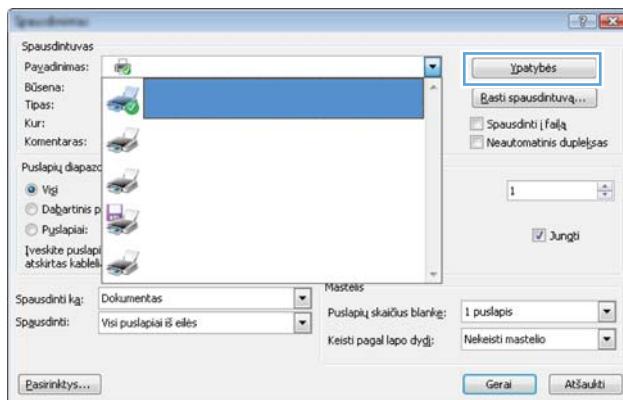 Spausdinimas
Spausdintuvas
Pavadinimas:
Ypatybės
Būsena:
Tipas:
Rasti spausdintuvą...
Kur:
Spausdinti į failą
Komentaras:
Neautomatinis dupleksas
Puslapių diapazo
Visi
1
Dabartinis p
Puslapiai:
Jungti
Įveskite puslapi
atskirtas kableli
Mastelis
Spausdinti ką: Dokumentas
Puslapių skaičius blanke: 1 puslapis
Spausdinti: Visi puslapiai iš eilės
Keisti pagal lapo dydį: Nekeisti mastelio
Pasirinktys...
Gerai
Atšaukti